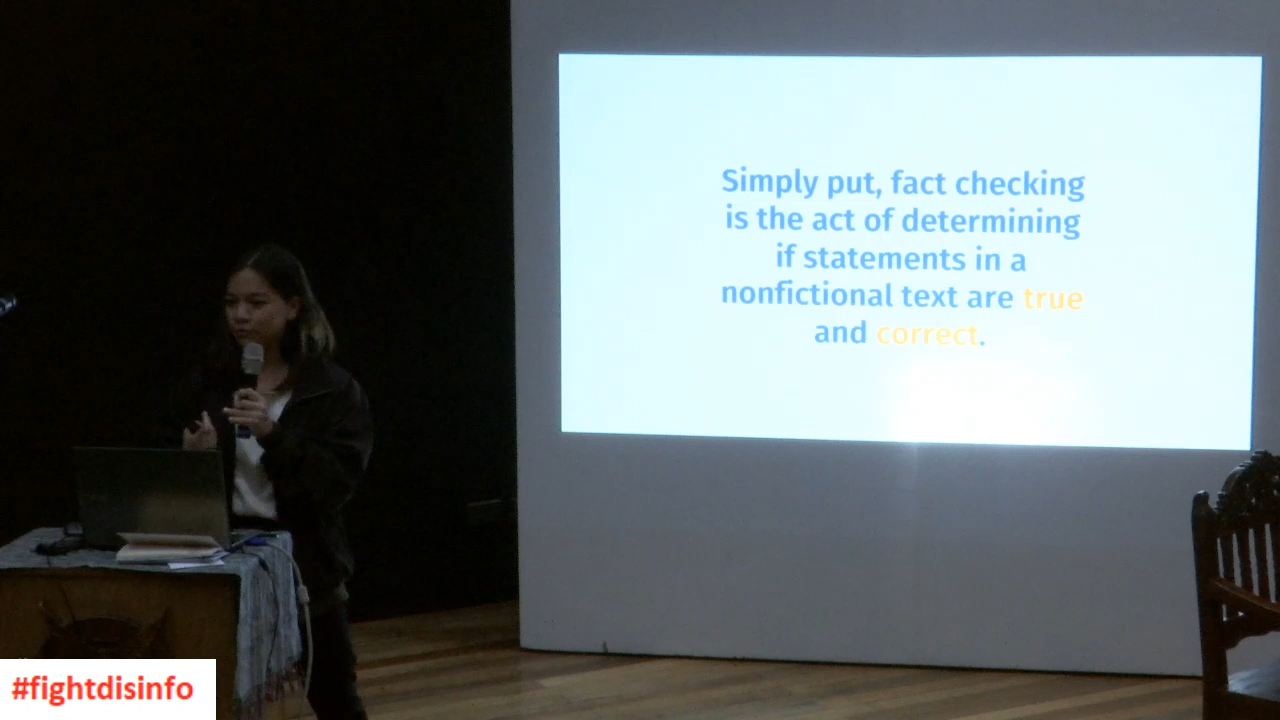 Simply put, fact checking
is the act of determining
if statements in a
nonfictional text are true
and correct.
#fightdisinfo